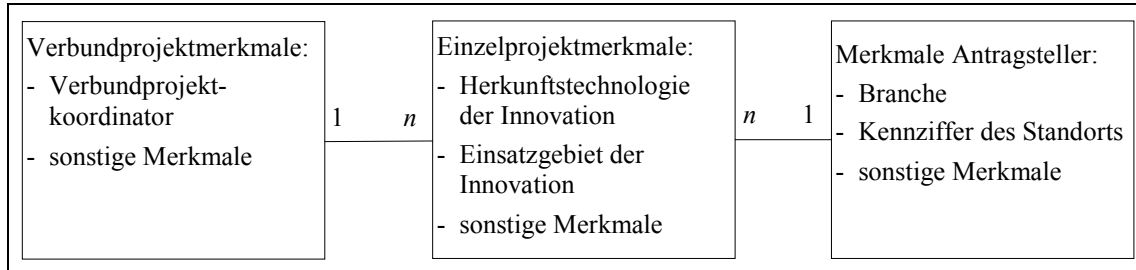 Verbundprojektmerkmale:
- Verbundprojekt-
koordinator
- sonstige Merkmale
1 n
Einzelprojektmerkmale:
- Herkunftstechnologie
der Innovation
- Einsatzgebiet der
Innovation
- sonstige Merkmale
n 1
Merkmale Antragsteller:
- Branche
- Kennziffer des Standorts
- sonstige Merkmale